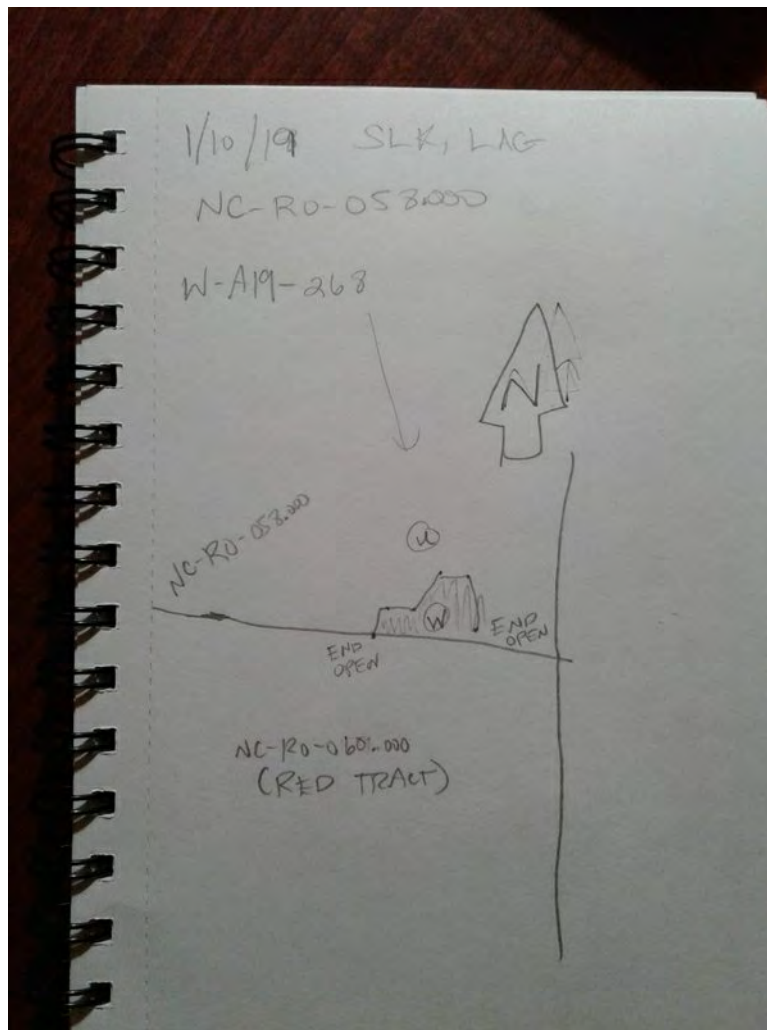 1/10/19 SLK, LAG
NC-RO-058.000
W-A19-268
N
NC-RO-058.000
U
W
END
OPEN
END
OPEN
NC-RO-060.000
(RED TRACT)